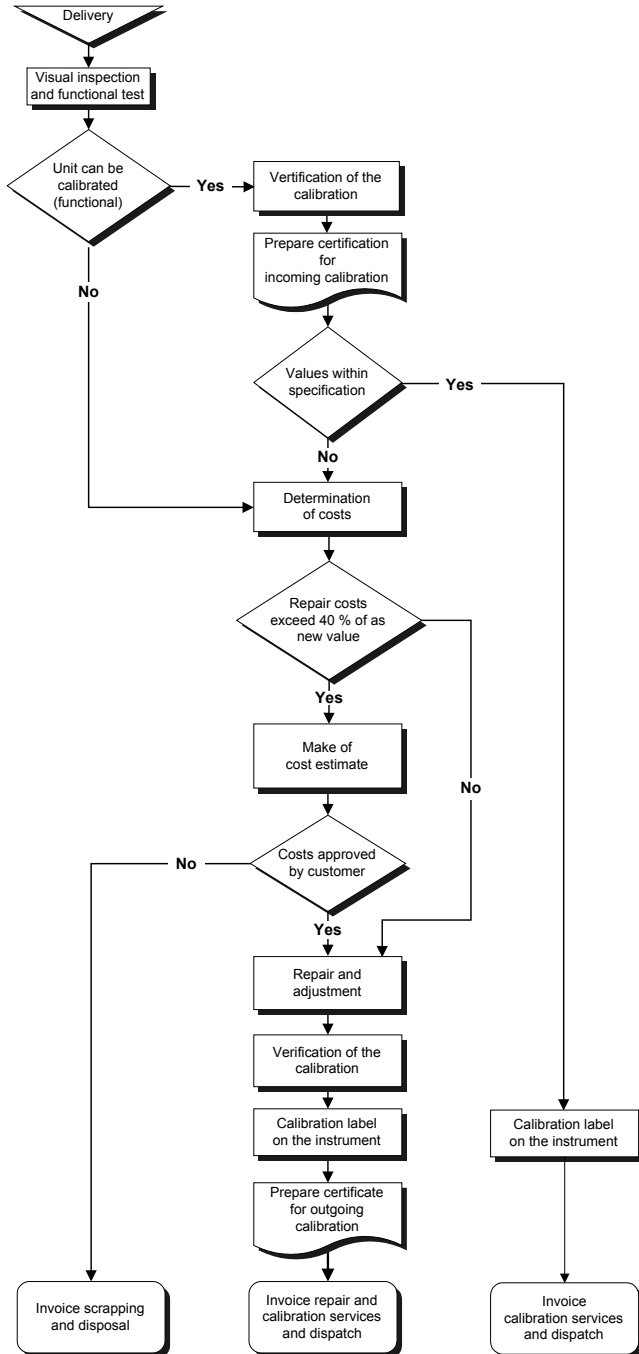 Delivery
Visual inspection
and functional test
Unit can be
calibrated
(functional)
Yes
Vertification of the
calibration
Prepare certification
for
incoming calibration
No
Values within
specification
Yes
No
Determination
of costs
Repair costs
exceed 40 % of as
new value
Yes
Make of
cost estimate
No
No
Costs approved
by customer
Yes
Repair and
adjustment
Verification of the
calibration
Calibration label
on the instrument
Calibration label
on the instrument
Prepare certificate
for outgoing
calibration
Invoice scrapping
and disposal
Invoice repair and
calibration services
and dispatch
Invoice
calibration services
and dispatch